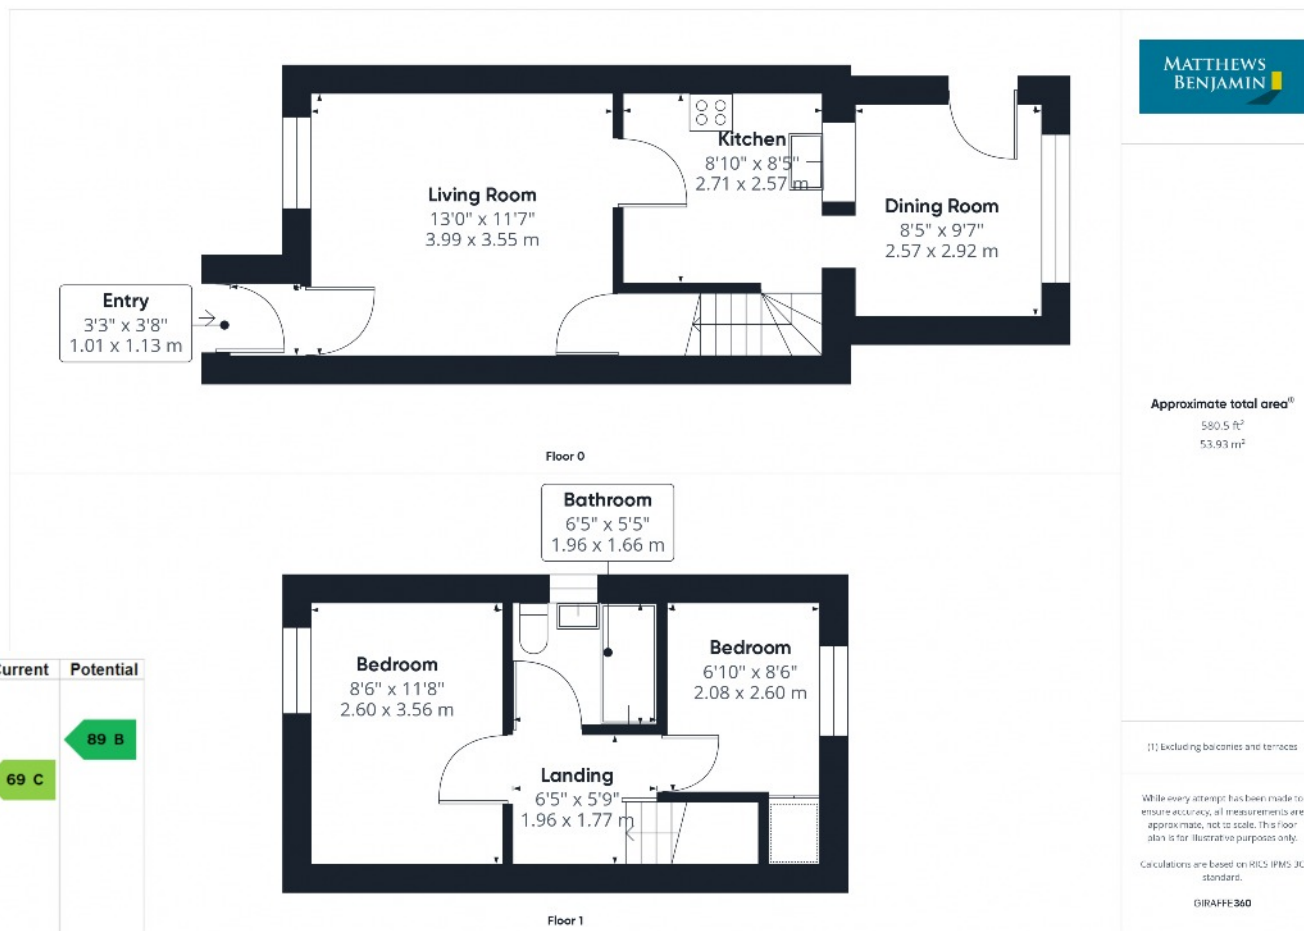 MATTHEWS
BENJAMIN
Kitchen
8'10" x 8'5"
2.71 x 2.57 m
Living Room
13'0" x 11'7"
3.99 x 3.55 m
Dining Room
8'5" x 9'7"
2.57 x 2.92 m
Entry
3'3" x 3'8"
1.01 x 1.13 m
Floor 0
Approximate total area(1)
580.5 ft²
53.93 m²
Bathroom
6'5" x 5'5"
1.96 x 1.66 m
Bedroom
8'6" x 11'8"
2.60 x 3.56 m
Bedroom
6'10" x 8'6"
2.08 x 2.60 m
Landing
6'5" x 5'9"
1.96 x 1.77 m
Floor 1
Current Potential
89 B
69 C
(1) Excluding balconies and terraces
While every attempt has been made to
ensure accuracy, all measurements are
approximate, not to scale. This floor
plan is for illustrative purposes only.
Calculations are based on RICS IPMS 3C
standard.
GIRAFFE360